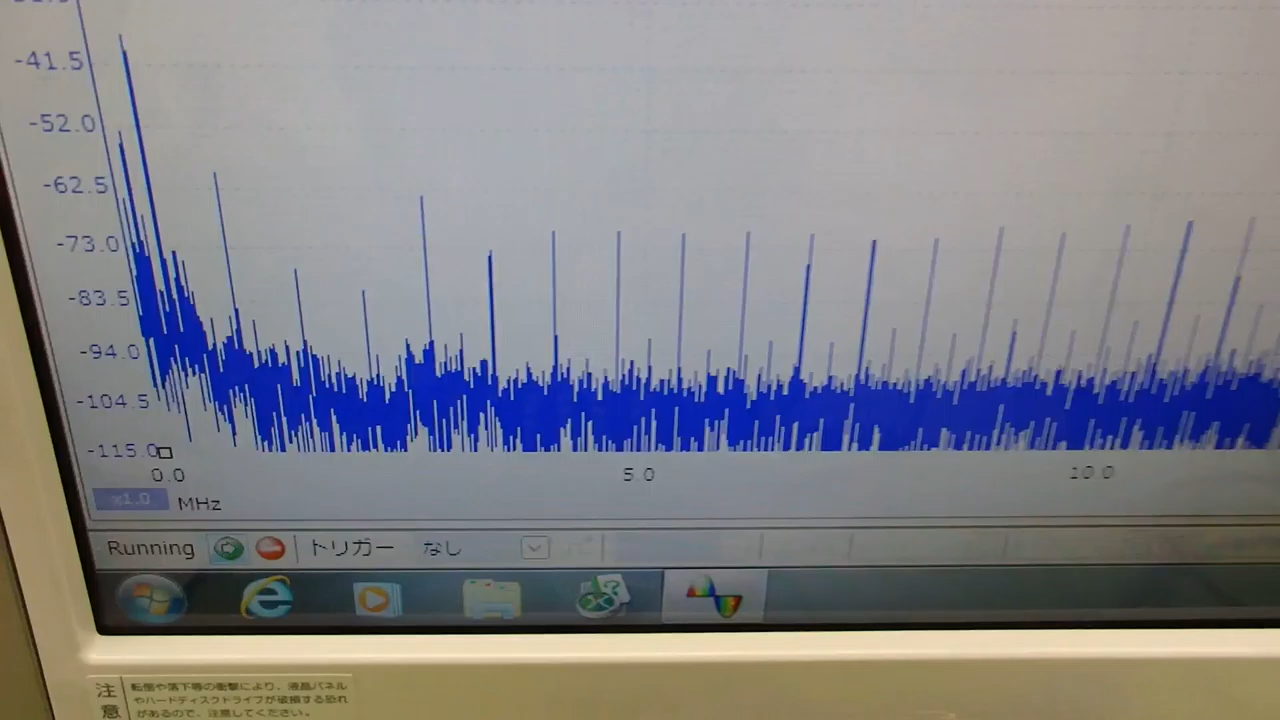 -41.5
-52.0
-62.5
-73.0
-83.5
-94.0
-104.5
-115.0
0.0 5.0 10.0
x1.0 MHz
Running トリガー なし
注意
転倒や落下等の衝撃により、液晶パネル
やハードディスクドライブが破損する恐れ
があるので、注意してください。